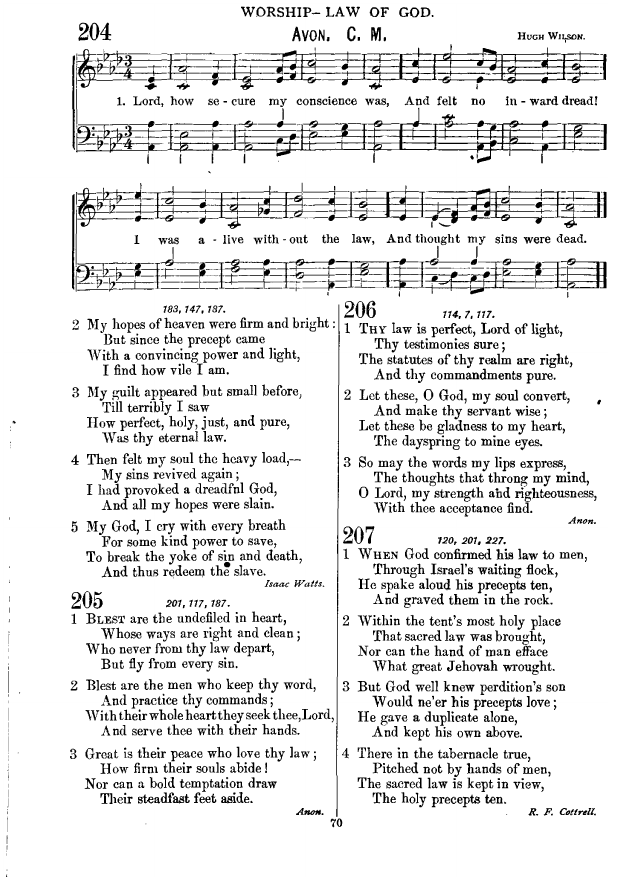 WORSHIP– LAW OF GOD.
204
AVON. C. M.
HUGH WILSON.
1. Lord, how se - cure my conscience was, And felt no in - ward dread!
I was a - live with - out the law, And thought my sins were dead.
183, 147, 187.
2 My hopes of heaven were firm and bright:
But since the precept came
With a convincing power and light,
I find how vile I am.
3 My guilt appeared but small before,
Till terribly I saw
How perfect, holy, just, and pure,
Was thy eternal law.
4 Then felt my soul the heavy load,—
My sins revived again;
I had provoked a dreadful God,
And all my hopes were slain.
5 My God, I cry with every breath
For some kind power to save,
To break the yoke of sin and death,
And thus redeem the slave.
Isaac Watts.
205
201, 117, 187.
1 BLEST are the undefiled in heart,
Whose ways are right and clean;
Who never from thy law depart,
But fly from every sin.
2 Blest are the men who keep thy word,
And practice thy commands;
With their whole heart they seek thee, Lord,
And serve thee with their hands.
3 Great is their peace who love thy law;
How firm their souls abide!
Nor can a bold temptation draw
Their steadfast feet aside.
Anon.
206
114, 7, 117.
1 THY law is perfect, Lord of light,
Thy testimonies sure;
The statutes of thy realm are right,
And thy commandments pure.
2 Let these, O God, my soul convert,
And make thy servant wise;
Let these be gladness to my heart,
The dayspring to mine eyes.
3 So may the words my lips express,
The thoughts that throng my mind,
O Lord, my strength and righteousness,
With thee acceptance find.
Anon.
207
120, 201, 227.
1 WHEN God confirmed his law to men,
Through Israel's waiting flock,
He spake aloud his precepts ten,
And graved them in the rock.
2 Within the tent's most holy place
That sacred law was brought,
Nor can the hand of man efface
What great Jehovah wrought.
3 But God well knew perdition's son
Would ne'er his precepts love;
He gave a duplicate alone,
And kept his own above.
4 There in the tabernacle true,
Pitched not by hands of men,
The sacred law is kept in view,
The holy precepts ten.
R. F. Cottrell.
70